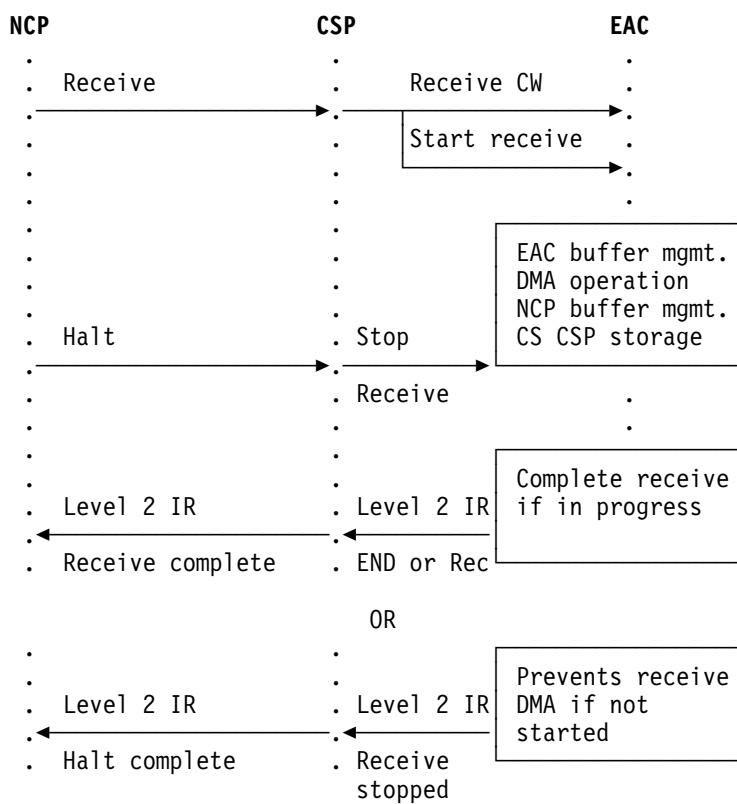 NCP CSP EAC
Receive Receive CW
Start receive
EAC buffer mgmt.
DMA operation
NCP buffer mgmt.
Halt Stop CS CSP storage
Receive
Complete receive
Level 2 IR Level 2 IR if in progress
Receive complete END or Rec
OR
Prevents receive
Level 2 IR Level 2 IR DMA if not
started
Halt complete Receive
stopped